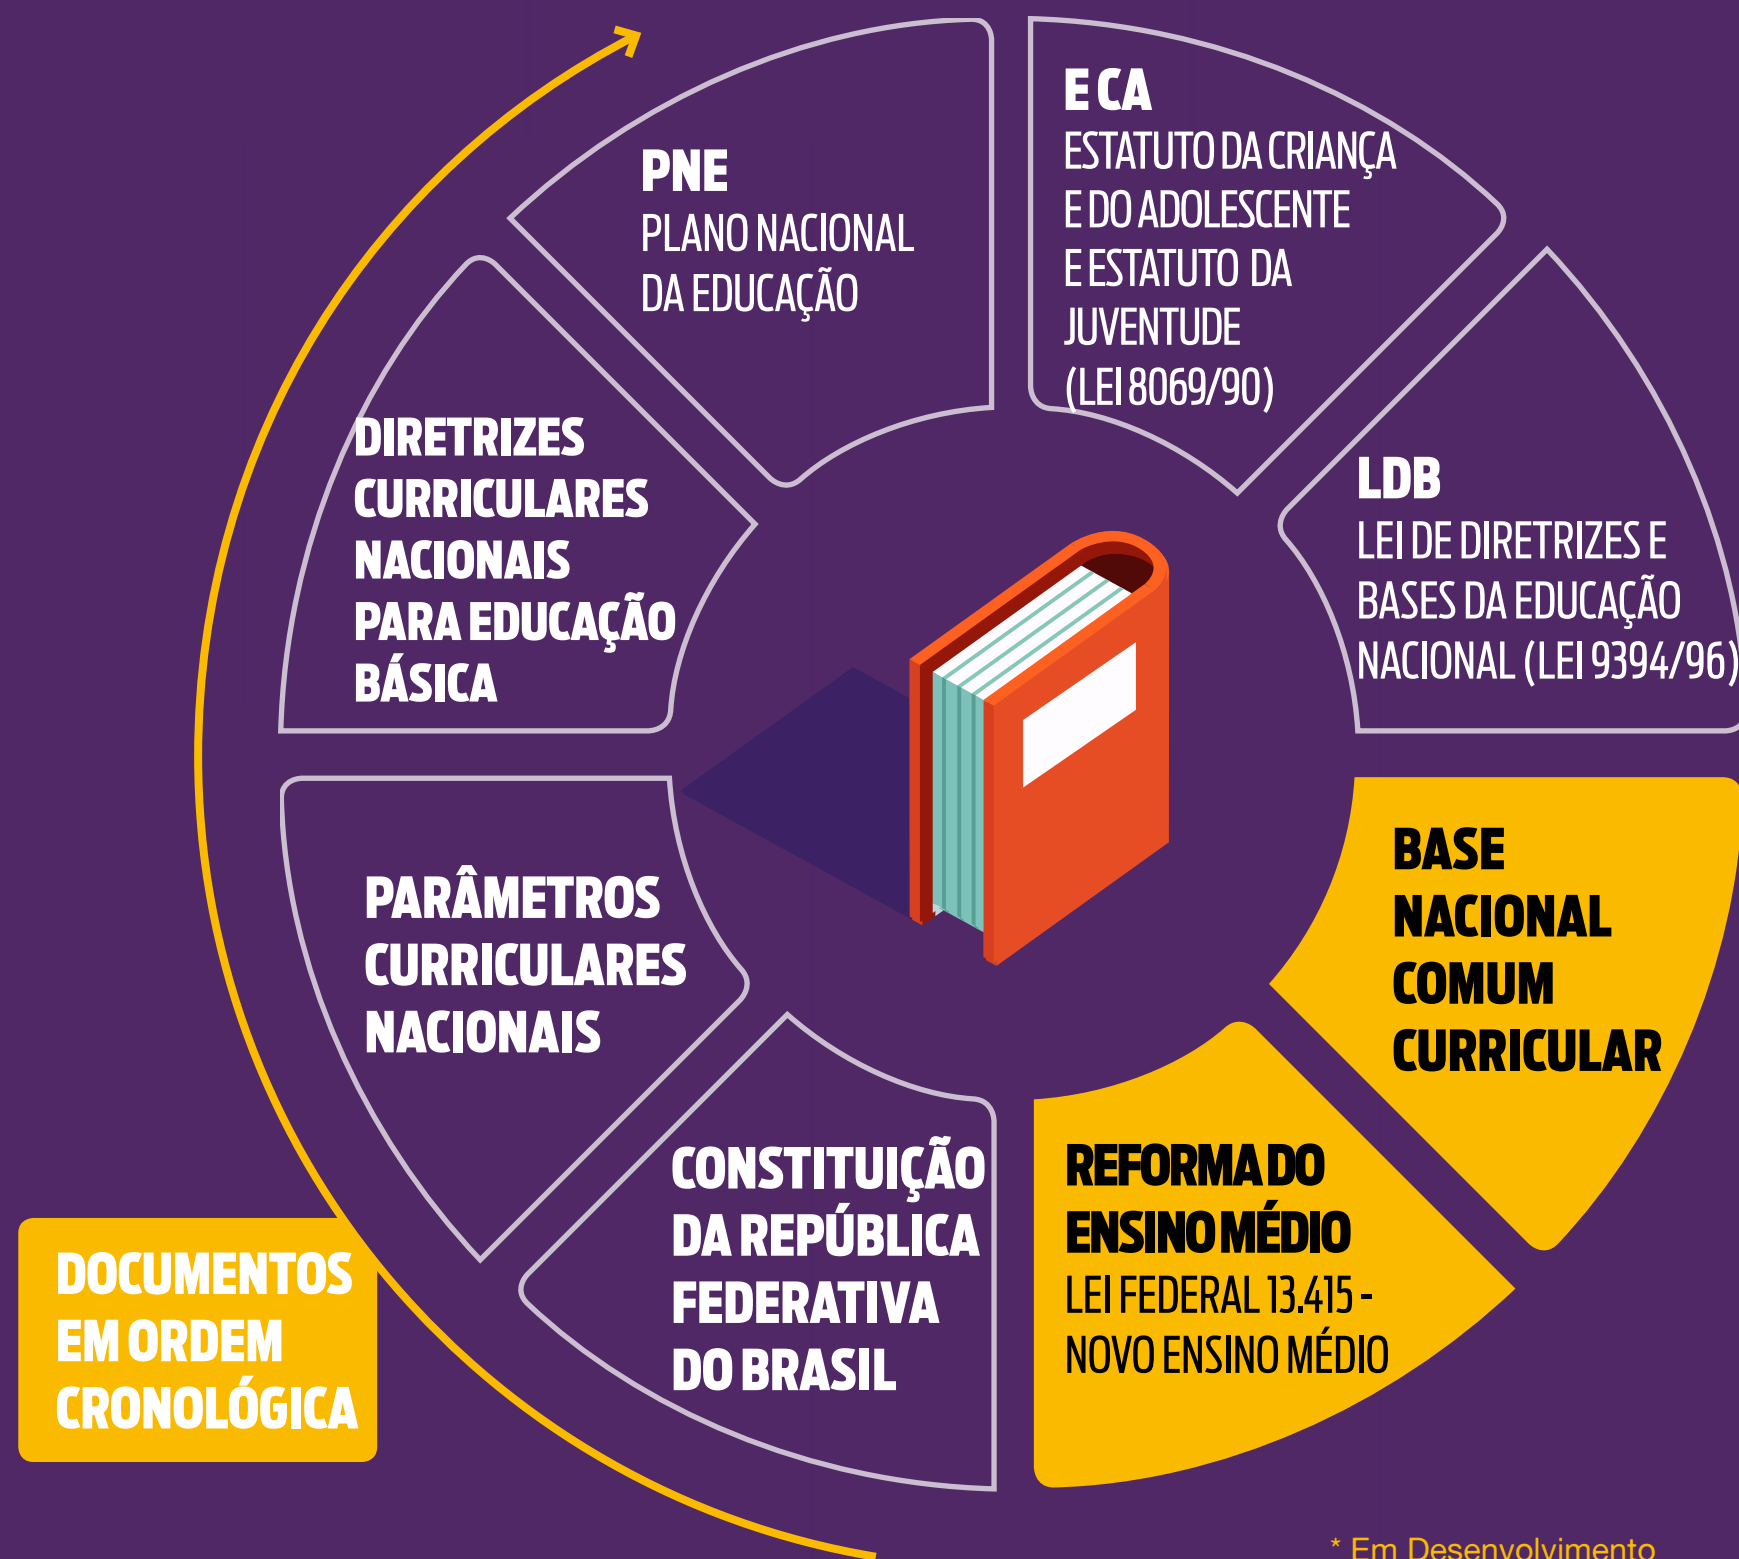 PNE
PLANO NACIONAL
DA EDUCAÇÃO
E CA
ESTATUTO DA CRIANÇA
E DO ADOLESCENTE
E ESTATUTO DA
JUVENTUDE
(LEI 8069/90)
LDB
LEI DE DIRETRIZES E
BASES DA EDUCAÇÃO
NACIONAL (LEI 9394/96)
BASE
NACIONAL
COMUM
CURRICULAR
REFORMA DO
ENSINO MÉDIO
LEI FEDERAL 13.415 -
NOVO ENSINO MÉDIO
CONSTITUIÇÃO
DA REPÚBLICA
FEDERATIVA
DO BRASIL
PARÂMETROS
CURRICULARES
NACIONAIS
DIRETRIZES
CURRICULARES
NACIONAIS
PARA EDUCAÇÃO
BÁSICA
DOCUMENTOS
EM ORDEM
CRONOLÓGICA
* Em Desenvolvimento